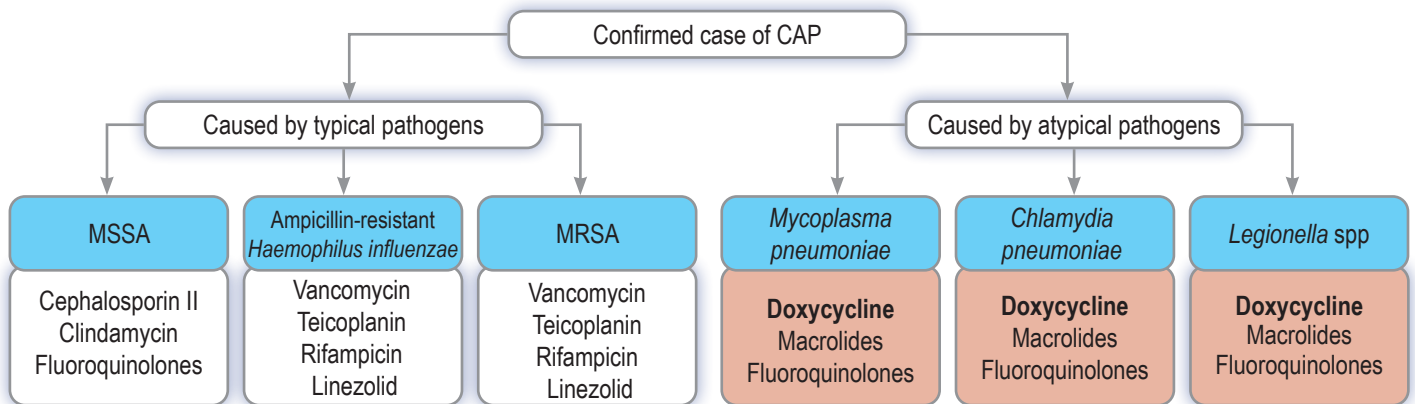 Confirmed case of CAP
Caused by typical pathogens
Caused by atypical pathogens
MSSA
Cephalosporin II
Clindamycin
Fluoroquinolones
Ampicillin-resistant
Haemophilus influenzae
Vancomycin
Teicoplanin
Rifampicin
Linezolid
MRSA
Vancomycin
Teicoplanin
Rifampicin
Linezolid
Mycoplasma
pneumoniae
Doxycycline
Macrolides
Fluoroquinolones
Chlamydia
pneumoniae
Doxycycline
Macrolides
Fluoroquinolones
Legionella spp
Doxycycline
Macrolides
Fluoroquinolones